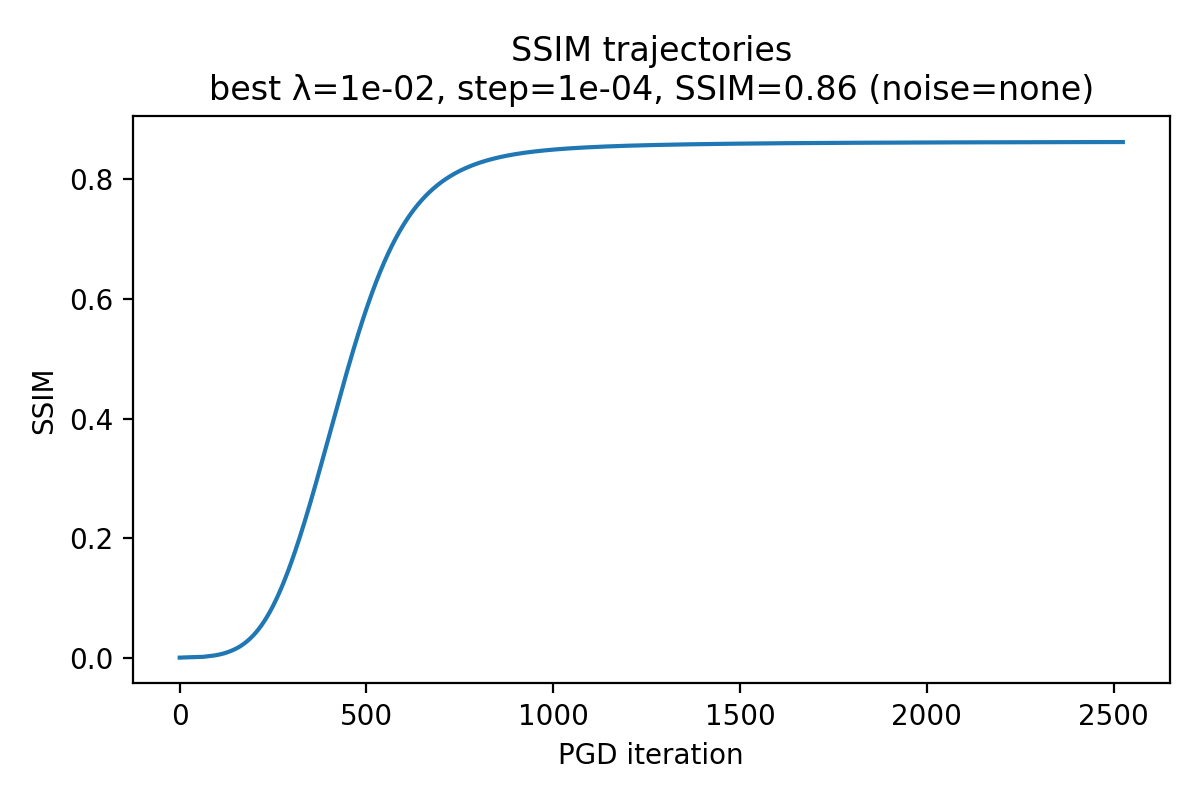 SSIM trajectories
best λ=1e-02, step=1e-04, SSIM=0.86 (noise=none)
SSIM
0.8
0.6
0.4
0.2
0.0
0 500 1000 1500 2000 2500
PGD iteration